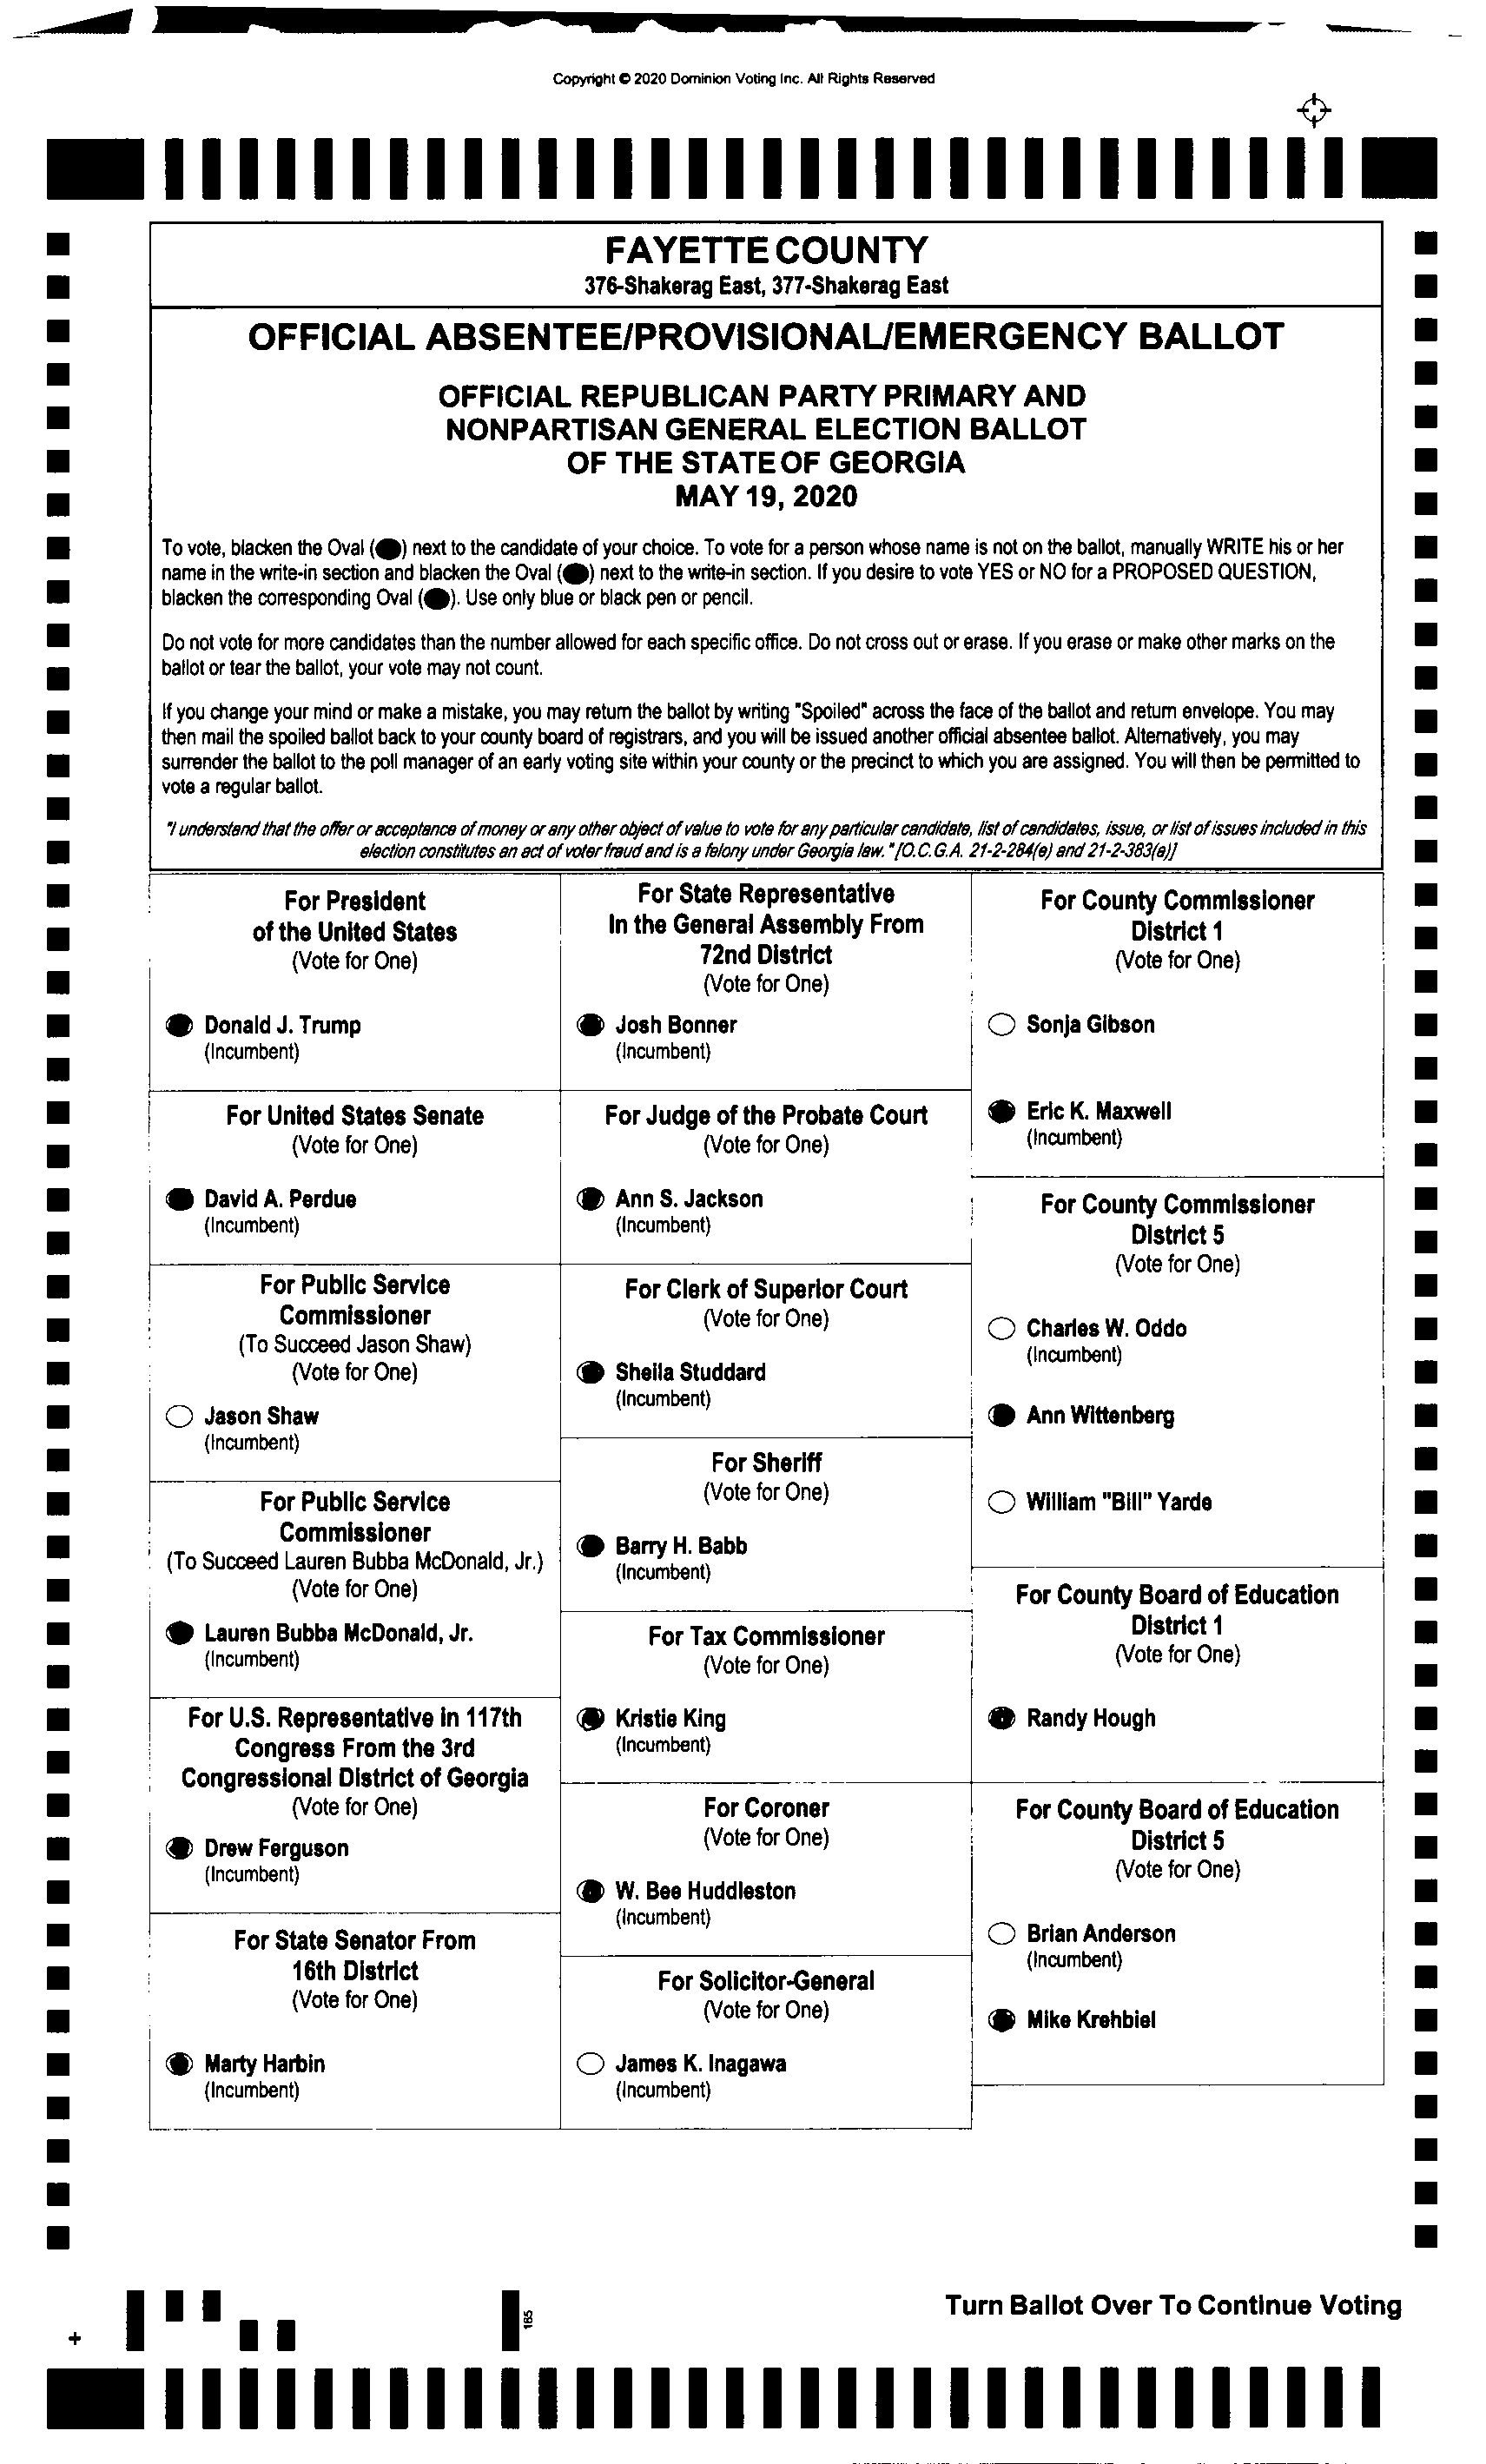 Copyright © 2020 Dominion Voting Inc. All Rights Reserved
FAYETTE COUNTY
376-Shakerag East, 377-Shakerag East
OFFICIAL ABSENTEE/PROVISIONAL/EMERGENCY BALLOT
OFFICIAL REPUBLICAN PARTY PRIMARY AND
NONPARTISAN GENERAL ELECTION BALLOT
OF THE STATE OF GEORGIA
MAY 19, 2020
To vote, blacken the Oval ( ) next to the candidate of your choice. To vote for a person whose name is not on the ballot, manually WRITE his or her
name in the write-in section and blacken the Oval ( ) next to the write-in section. If you desire to vote YES or NO for a PROPOSED QUESTION,
blacken the corresponding Oval ( ). Use only blue or black pen or pencil.
Do not vote for more candidates than the number allowed for each specific office. Do not cross out or erase. If you erase or make other marks on the
ballot or tear the ballot, your vote may not count.
If you change your mind or make a mistake, you may return the ballot by writing "Spoiled" across the face of the ballot and return envelope. You may
then mail the spoiled ballot back to your county board of registrars, and you will be issued another official absentee ballot. Alternatively, you may
surrender the ballot to the poll manager of an early voting site within your county or the precinct to which you are assigned. You will then be permitted to
vote a regular ballot.
"I understand that the offer or acceptance of money or any other object of value to vote for any particular candidate, list of candidates, issue, or list of issues included in this
election constitutes an act of voter fraud and is a felony under Georgia law." [O.C.G.A. 21-2-284(e) and 21-2-383(a)]
For President
of the United States
(Vote for One)
Donald J. Trump
(Incumbent)
For United States Senate
(Vote for One)
David A. Perdue
(Incumbent)
For Public Service
Commissioner
(To Succeed Jason Shaw)
(Vote for One)
Jason Shaw
(Incumbent)
For Public Service
Commissioner
(To Succeed Lauren Bubba McDonald, Jr.)
(Vote for One)
Lauren Bubba McDonald, Jr.
(Incumbent)
For U.S. Representative in 117th
Congress From the 3rd
Congressional District of Georgia
(Vote for One)
Drew Ferguson
(Incumbent)
For State Senator From
16th District
(Vote for One)
Marty Harbin
(Incumbent)
For State Representative
In the General Assembly From
72nd District
(Vote for One)
Josh Bonner
(Incumbent)
For Judge of the Probate Court
(Vote for One)
Ann S. Jackson
(Incumbent)
For Clerk of Superior Court
(Vote for One)
Sheila Studdard
(Incumbent)
For Sheriff
(Vote for One)
Barry H. Babb
(Incumbent)
For Tax Commissioner
(Vote for One)
Kristie King
(Incumbent)
For Coroner
(Vote for One)
W. Bee Huddleston
(Incumbent)
For Solicitor-General
(Vote for One)
James K. Inagawa
(Incumbent)
For County Commissioner
District 1
(Vote for One)
Sonja Gibson
Eric K. Maxwell
(Incumbent)
For County Commissioner
District 5
(Vote for One)
Charles W. Oddo
(Incumbent)
Ann Wittenberg
William "Bill" Yarde
For County Board of Education
District 1
(Vote for One)
Randy Hough
For County Board of Education
District 5
(Vote for One)
Brian Anderson
(Incumbent)
Mike Krehbiel
Turn Ballot Over To Continue Voting
185
+